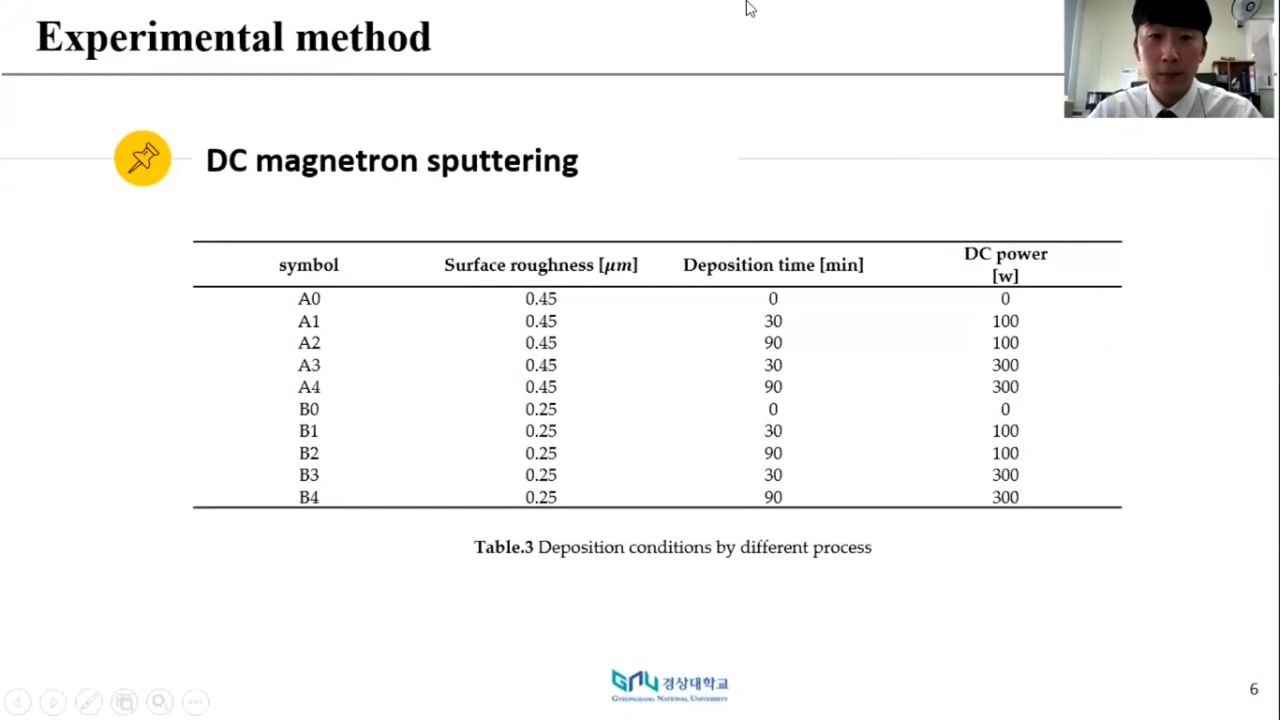 Experimental method
DC magnetron sputtering
symbol Surface roughness [μm] Deposition time [min] DC power [w]
A0 0.45 0 0
A1 0.45 30 100
A2 0.45 90 100
A3 0.45 30 300
A4 0.45 90 300
B0 0.25 0 0
B1 0.25 30 100
B2 0.25 90 100
B3 0.25 30 300
B4 0.25 90 300
Table.3 Deposition conditions by different process
GNU 경상대학교
GYEONGSANG NATIONAL UNIVERSITY
6